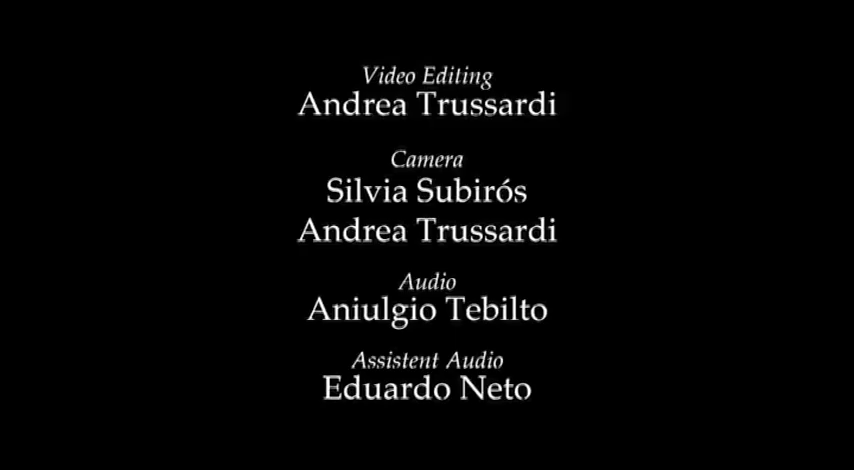 Video Editing
Andrea Trussardi
Camera
Silvia Subirós
Andrea Trussardi
Audio
Aniulgio Tebilto
Assistent Audio
Eduardo Neto